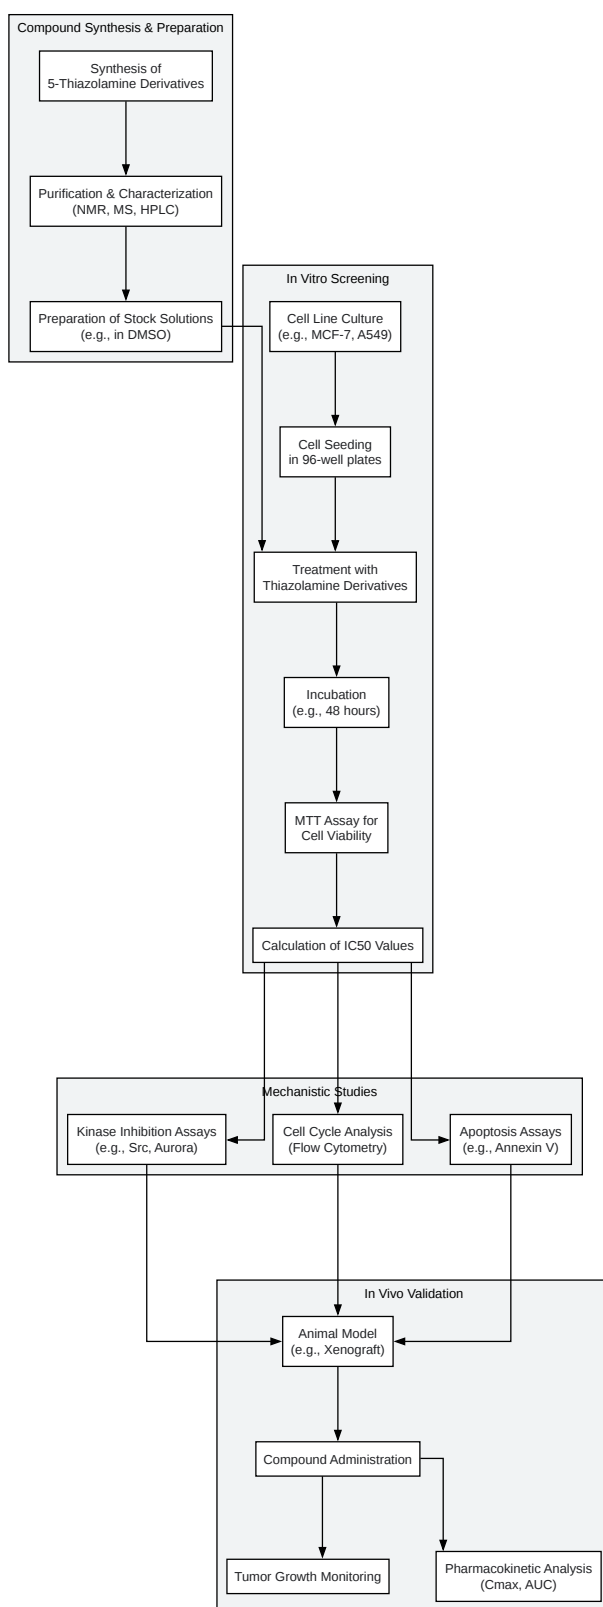 Compound Synthesis & Preparation
Synthesis of
5-Thiazolamine Derivatives
Purification & Characterization
(NMR, MS, HPLC)
Preparation of Stock Solutions
(e.g., in DMSO)
In Vitro Screening
Cell Line Culture
(e.g., MCF-7, A549)
Cell Seeding
in 96-well plates
Treatment with
Thiazolamine Derivatives
Incubation
(e.g., 48 hours)
MTT Assay for
Cell Viability
Calculation of IC50 Values
Mechanistic Studies
Kinase Inhibition Assays
(e.g., Src, Aurora)
Cell Cycle Analysis
(Flow Cytometry)
Apoptosis Assays
(e.g., Annexin V)
In Vivo Validation
Animal Model
(e.g., Xenograft)
Compound Administration
Tumor Growth Monitoring
Pharmacokinetic Analysis
(Cmax, AUC)